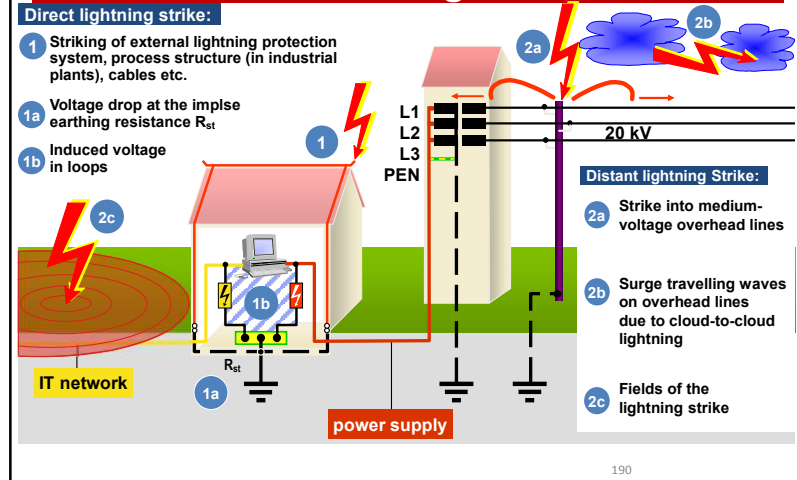 Direct lightning strike:
1 Striking of external lightning protection
system, process structure (in industrial
plants), cables etc.
1a Voltage drop at the implse
earthing resistance Rst
1b Induced voltage
in loops
2c
1
1b
Rst
1a
IT network
power supply
L1
L2
L3
PEN
2a
2b
20 kV
Distant lightning Strike:
2a Strike into medium-
voltage overhead lines
2b Surge travelling waves
on overhead lines
due to cloud-to-cloud
lightning
2c Fields of the
lightning strike
190